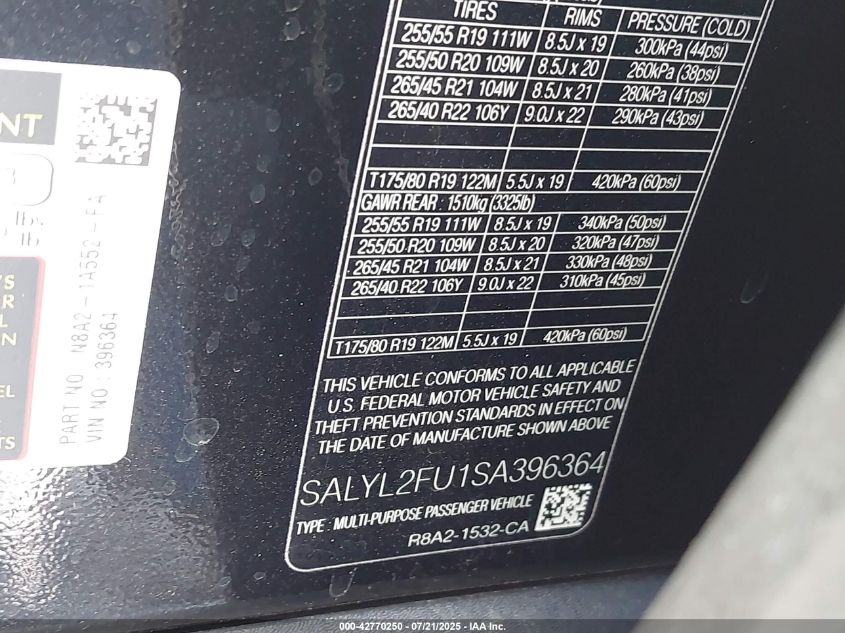 TIRES RIMS PRESSURE (COLD)
255/55 R19 111W 8.5J x 19 300kPa (44psi)
255/50 R20 109W 8.5J x 20 260kPa (38psi)
265/45 R21 104W 8.5J x 21 280kPa (41psi)
265/40 R22 106Y 9.0J x 22 290kPa (43psi)
T175/80 R19 122M 5.5J x 19 420kPa (60psi)
GAWR REAR : 1510kg (3325lb)
255/55 R19 111W 8.5J x 19 340kPa (50psi)
255/50 R20 109W 8.5J x 20 320kPa (47psi)
265/45 R21 104W 8.5J x 21 330kPa (48psi)
265/40 R22 106Y 9.0J x 22 310kPa (45psi)
T175/80 R19 122M 5.5J x 19 420kPa (60psi)
THIS VEHICLE CONFORMS TO ALL APPLICABLE
U.S. FEDERAL MOTOR VEHICLE SAFETY AND
THEFT PREVENTION STANDARDS IN EFFECT ON
THE DATE OF MANUFACTURE SHOWN ABOVE
SALYL2FU1SA396364
TYPE : MULTI-PURPOSE PASSENGER VEHICLE
R8A2-1532-CA
PART NO N8A2-1A552-FA
VIN NO : 396364
000-42770250 - 07/21/2025 - IAA Inc.